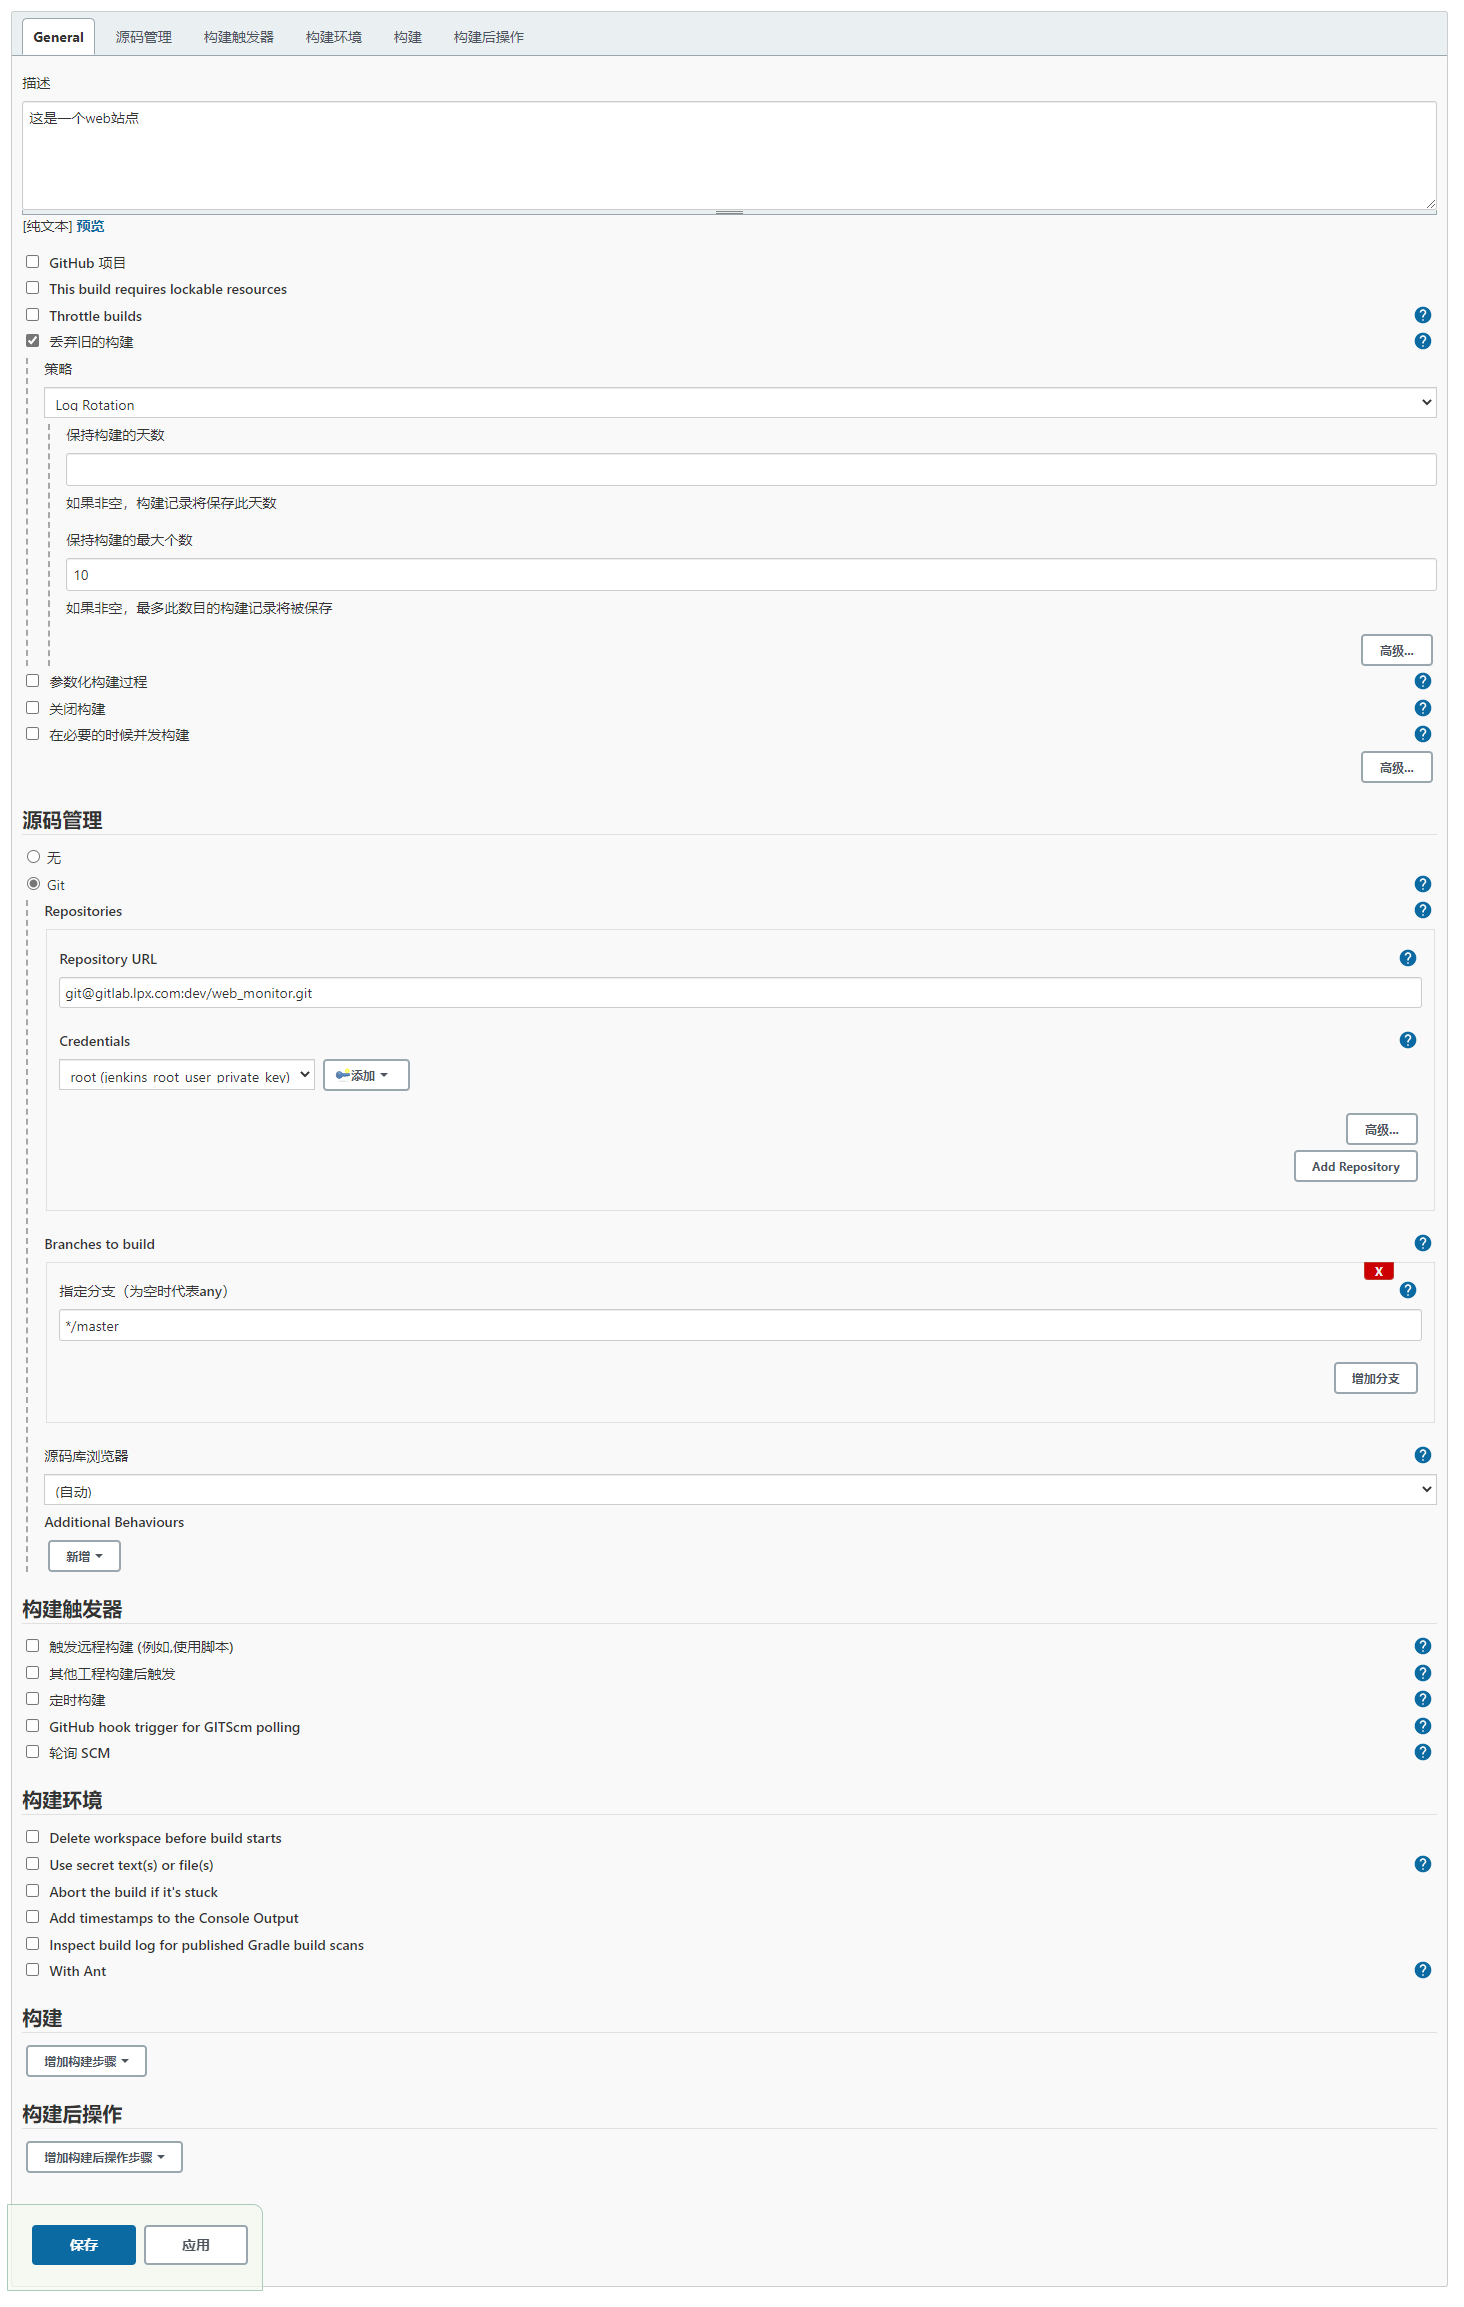 General 源码管理 构建触发器 构建环境 构建 构建后操作
描述
这是一个web站点
[纯文本] 预览
GitHub 项目
This build requires lockable resources
Throttle builds
丢弃旧的构建
策略
Log Rotation
保持构建的天数
如果非空，构建记录将保存此天数
保持构建的最大个数
10
如果非空，最多此数目的构建记录将被保存
高级...
参数化构建过程
关闭构建
在必要的时候并发构建
高级...
源码管理
无
Git
Repositories
Repository URL
git@gitlab.lpx.com:dev/web_monitor.git
Credentials
root (jenkins_root_user_private_key) 添加
高级...
Add Repository
Branches to build
X
指定分支（为空时代表any）
*/master
增加分支
源码库浏览器
(自动)
Additional Behaviours
新增
构建触发器
触发远程构建 (例如,使用脚本)
其他工程构建后触发
定时构建
GitHub hook trigger for GITScm polling
轮询 SCM
构建环境
Delete workspace before build starts
Use secret text(s) or file(s)
Abort the build if it's stuck
Add timestamps to the Console Output
Inspect build log for published Gradle build scans
With Ant
构建
增加构建步骤
构建后操作
增加构建后操作步骤
保存 应用